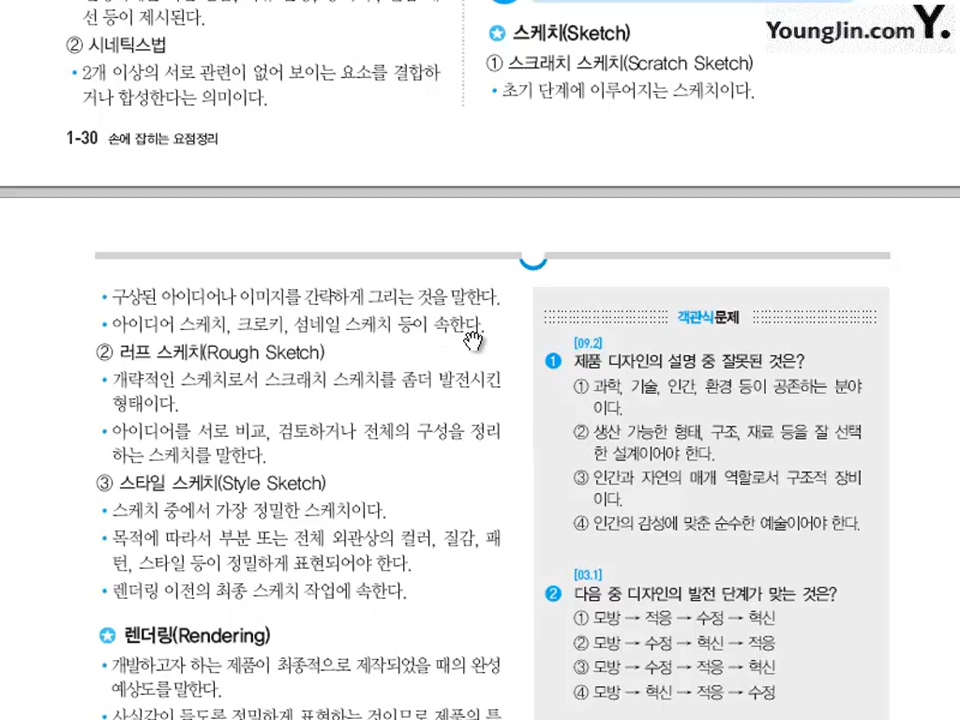 선 등이 제시된다.
② 시네틱스법
• 2개 이상의 서로 관련이 없어 보이는 요소를 결합하
거나 합성한다는 의미이다.
1-30 손에 잡히는 요점정리
스케치(Sketch)
① 스크래치 스케치(Scratch Sketch)
• 초기 단계에 이루어지는 스케치이다.
YoungJin.com Y.
• 구상된 아이디어나 이미지를 간략하게 그리는 것을 말한다.
• 아이디어 스케치, 크로키, 섬네일 스케치 등이 속한다.
② 러프 스케치(Rough Sketch)
• 개략적인 스케치로서 스크래치 스케치를 좀더 발전시킨
형태이다.
• 아이디어를 서로 비교, 검토하거나 전체의 구성을 정리
하는 스케치를 말한다.
③ 스타일 스케치(Style Sketch)
• 스케치 중에서 가장 정밀한 스케치이다.
• 목적에 따라서 부분 또는 전체 외관상의 컬러, 질감, 패
턴, 스타일 등이 정밀하게 표현되어야 한다.
• 렌더링 이전의 최종 스케치 작업에 속한다.
렌더링(Rendering)
• 개발하고자 하는 제품이 최종적으로 제작되었을 때의 완성
예상도를 말한다.
• 사실감이 들도록 정밀하게 표현하는 것이므로 제품의 특
객관식문제
[09.2]
1 제품 디자인의 설명 중 잘못된 것은?
① 과학, 기술, 인간, 환경 등이 공존하는 분야
이다.
② 생산 가능한 형태, 구조, 재료 등을 잘 선택
한 설계이어야 한다.
③ 인간과 자연의 매개 역할로서 구조적 장비
이다.
④ 인간의 감성에 맞춘 순수한 예술이어야 한다.
[03.1]
2 다음 중 디자인의 발전 단계가 맞는 것은?
① 모방 → 적응 → 수정 → 혁신
② 모방 → 수정 → 혁신 → 적응
③ 모방 → 수정 → 적응 → 혁신
④ 모방 → 혁신 → 적응 → 수정